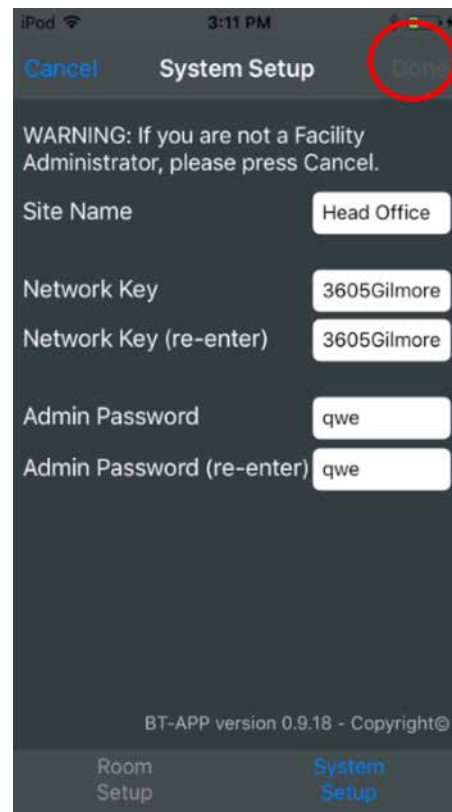 iPod 3:11 PM
Cancel System Setup Done
WARNING: If you are not a Facility
Administrator, please press Cancel.
Site Name Head Office
Network Key 3605Gilmore
Network Key (re-enter) 3605Gilmore
Admin Password qwe
Admin Password (re-enter) qwe
BT-APP version 0.9.18 - Copyright©
Room System
Setup Setup